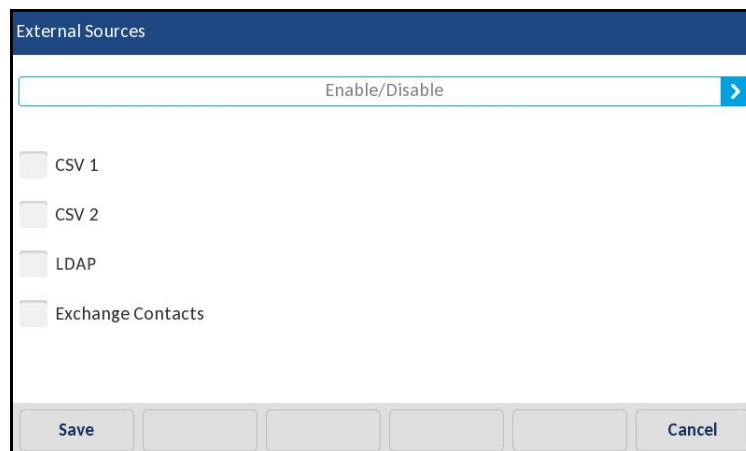 External Sources
Enable/Disable
CSV 1
CSV 2
LDAP
Exchange Contacts
Save
Cancel